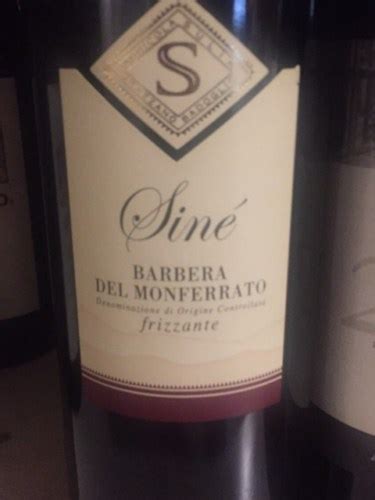 S
Siné
BARBERA
DEL MONFERRATO
Denominazione di Origine Controllata
frizzante